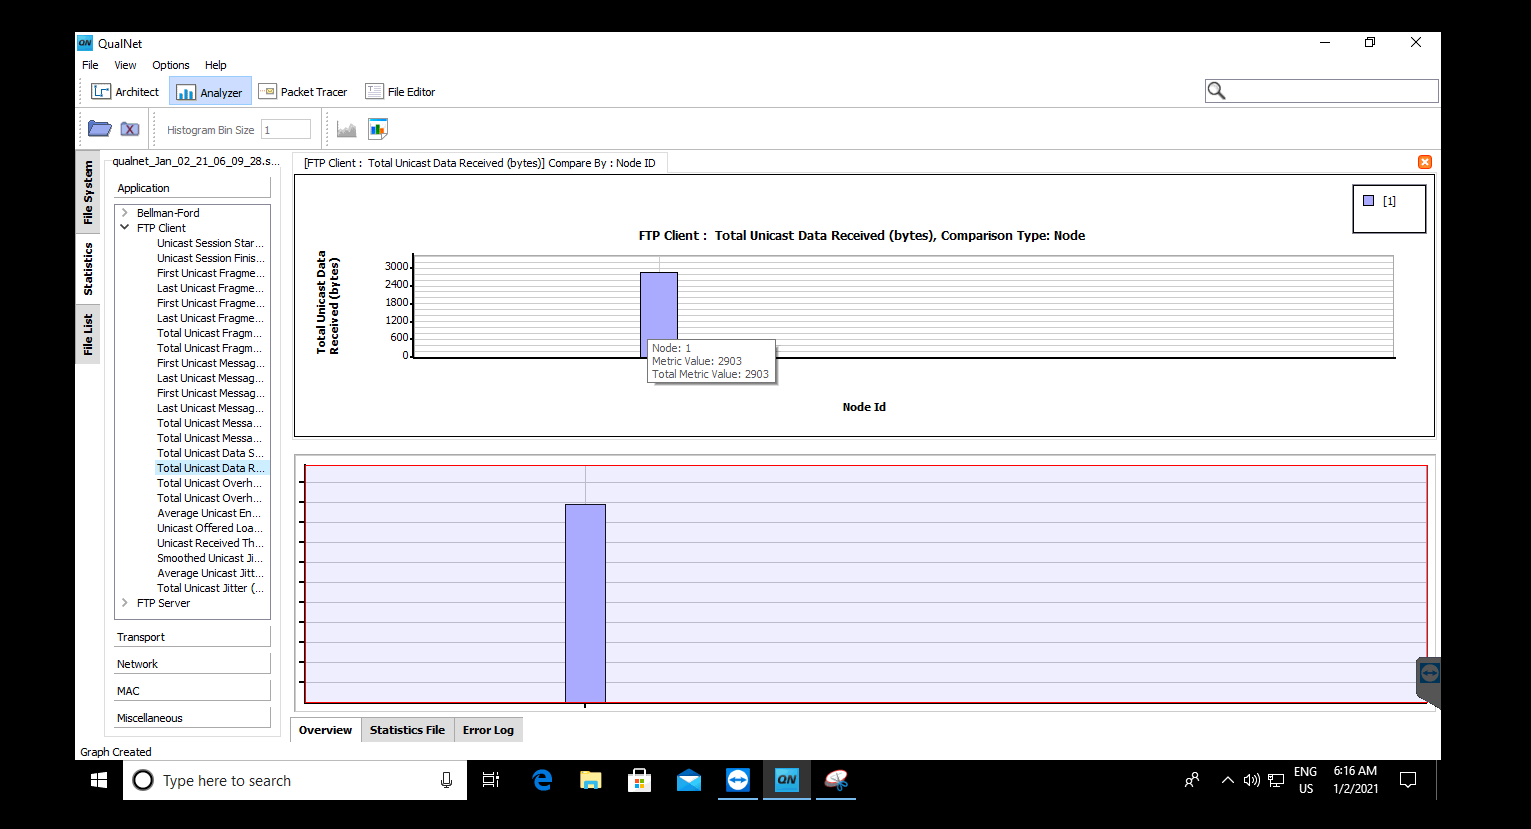 QN QualNet
File View Options Help
Architect Analyzer Packet Tracer File Editor
Histogram Bin Size 1
File System
Statistics
File List
qualnet_Jan_02_21_06_09_28.s...
Application
Bellman-Ford
FTP Client
Unicast Session Star...
Unicast Session Finis...
First Unicast Fragme...
Last Unicast Fragme...
First Unicast Fragme...
Last Unicast Fragme...
Total Unicast Fragm...
Total Unicast Fragm...
First Unicast Messag...
Last Unicast Messag...
First Unicast Messag...
Last Unicast Messag...
Total Unicast Messa...
Total Unicast Messa...
Total Unicast Data S...
Total Unicast Data R...
Total Unicast Overh...
Total Unicast Overh...
Average Unicast En...
Unicast Offered Loa...
Unicast Received Th...
Smoothed Unicast Ji...
Average Unicast Jitt...
Total Unicast Jitter (...
FTP Server
Transport
Network
MAC
Miscellaneous
[FTP Client : Total Unicast Data Received (bytes)] Compare By : Node ID
[1]
FTP Client : Total Unicast Data Received (bytes), Comparison Type: Node
Total Unicast Data
Received (bytes)
3000
2400
1800
1200
600
0
Node: 1
Metric Value: 2903
Total Metric Value: 2903
Node Id
Overview Statistics File Error Log
Graph Created
Type here to search
QN
ENG
US
6:16 AM
1/2/2021